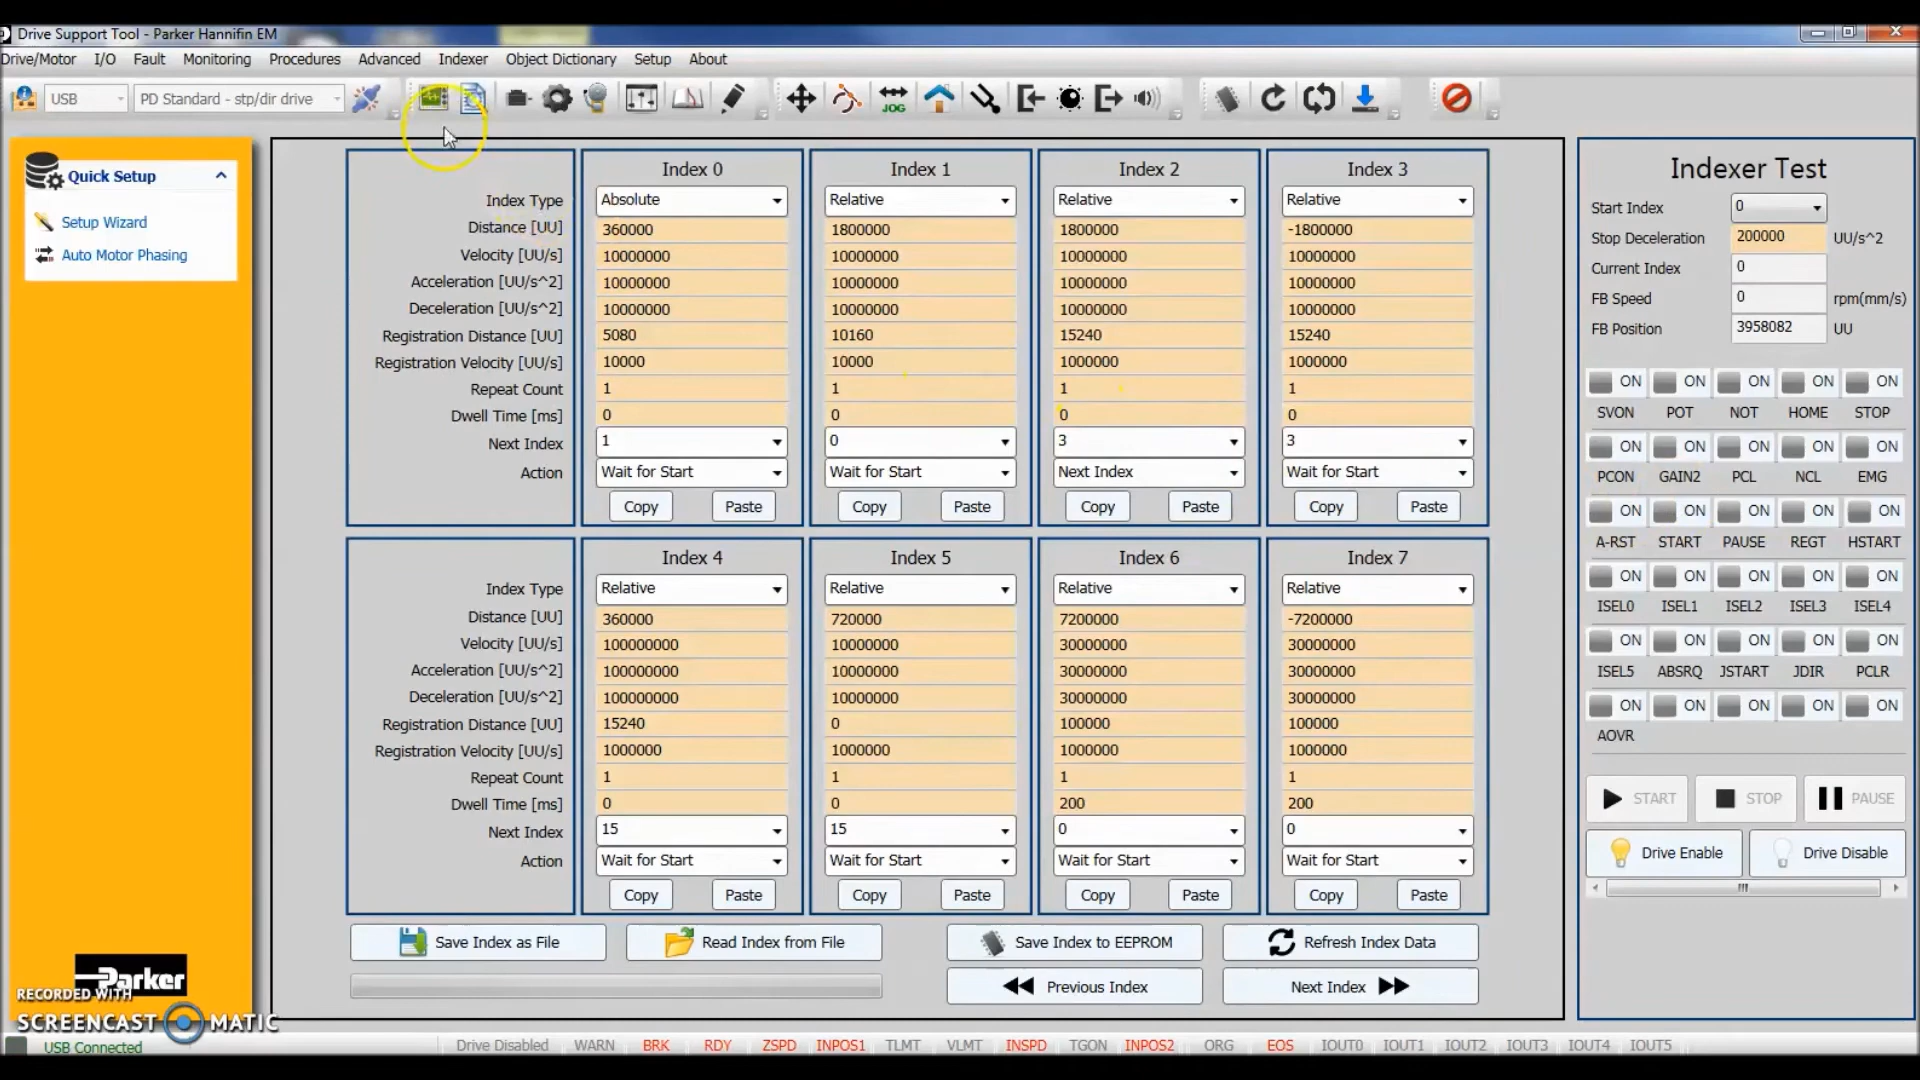 Drive Support Tool - Parker Hannifin EM
Drive/Motor I/O Fault Monitoring Procedures Advanced Indexer Object Dictionary Setup About
USB PD Standard - stp/dir drive JOG
Quick Setup
Setup Wizard
Auto Motor Phasing
Index 0 Index 1 Index 2 Index 3
Index Type Absolute Relative Relative Relative
Distance [UU] 360000 1800000 1800000 -1800000
Velocity [UU/s] 10000000 10000000 10000000 10000000
Acceleration [UU/s^2] 10000000 10000000 10000000 10000000
Deceleration [UU/s^2] 10000000 10000000 10000000 10000000
Registration Distance [UU] 5080 10160 15240 15240
Registration Velocity [UU/s] 10000 10000 1000000 1000000
Repeat Count 1 1 1 1
Dwell Time [ms] 0 0 0 0
Next Index 1 0 3 3
Action Wait for Start Wait for Start Next Index Wait for Start
Copy Paste Copy Paste Copy Paste Copy Paste
Index 4 Index 5 Index 6 Index 7
Index Type Relative Relative Relative Relative
Distance [UU] 360000 720000 7200000 -7200000
Velocity [UU/s] 100000000 10000000 30000000 30000000
Acceleration [UU/s^2] 100000000 10000000 30000000 30000000
Deceleration [UU/s^2] 100000000 10000000 30000000 30000000
Registration Distance [UU] 15240 0 100000 100000
Registration Velocity [UU/s] 1000000 1000000 1000000 1000000
Repeat Count 1 1 1 1
Dwell Time [ms] 0 0 200 200
Next Index 15 15 0 0
Action Wait for Start Wait for Start Wait for Start Wait for Start
Copy Paste Copy Paste Copy Paste Copy Paste
Save Index as File Read Index from File Save Index to EEPROM Refresh Index Data
Previous Index Next Index
Indexer Test
Start Index 0
Stop Deceleration 200000 UU/s^2
Current Index 0
FB Speed 0 rpm(mm/s)
FB Position 3958082 UU
ON ON ON ON ON
SVON POT NOT HOME STOP
ON ON ON ON ON
PCON GAIN2 PCL NCL EMG
ON ON ON ON ON
A-RST START PAUSE REGT HSTART
ON ON ON ON ON
ISEL0 ISEL1 ISEL2 ISEL3 ISEL4
ON ON ON ON ON
ISEL5 ABSRQ JSTART JDIR PCLR
ON ON ON ON ON
AOVR
START STOP PAUSE
Drive Enable Drive Disable
Parker
RECORDED WITH
SCREENCAST MATIC
USB Connected Drive Disabled WARN BRK RDY ZSPD INPOS1 TLMT VLMT INSPD TGON INPOS2 ORG EOS IOUT0 IOUT1 IOUT2 IOUT3 IOUT4 IOUT5